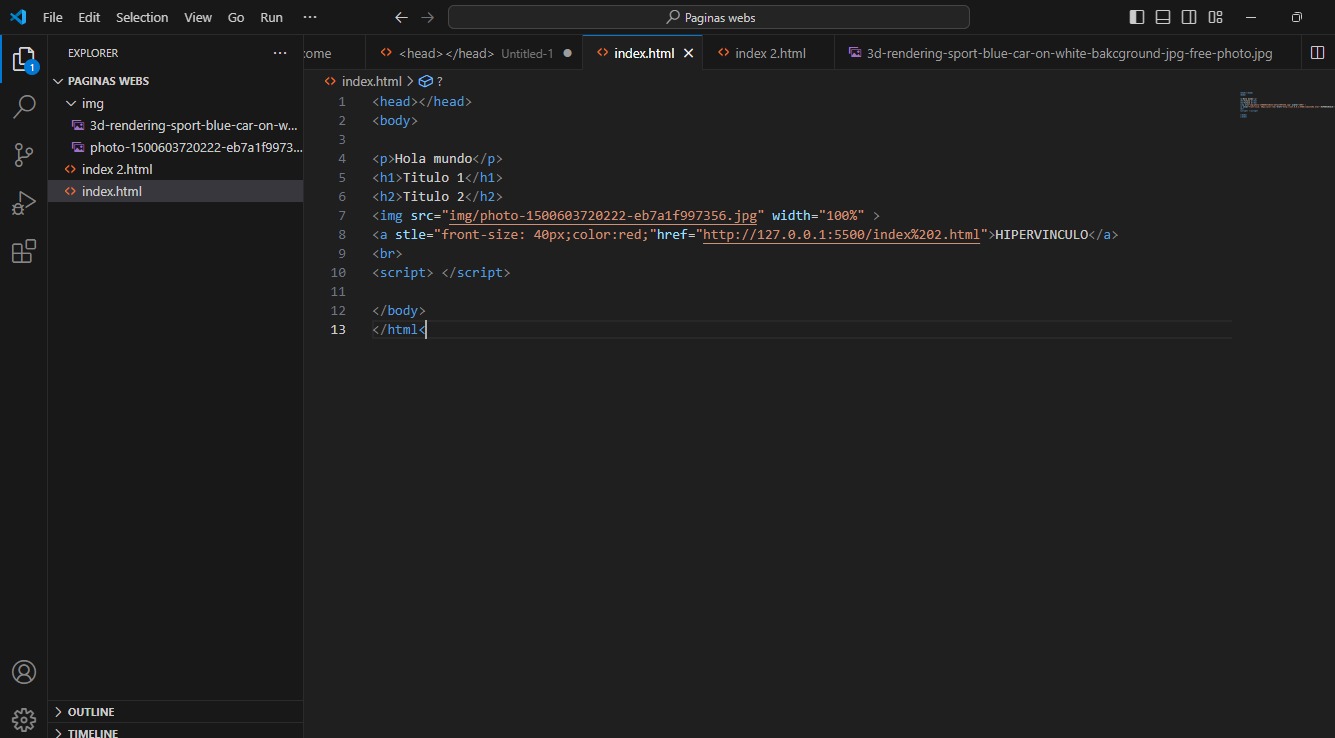 File Edit Selection View Go Run ···
Paginas webs
EXPLORER ···
ome
<head></head> Untitled-1
index.html
index 2.html
3d-rendering-sport-blue-car-on-white-bakcground-jpg-free-photo.jpg
1
PAGINAS WEBS
img
3d-rendering-sport-blue-car-on-w...
photo-1500603720222-eb7a1f9973...
index 2.html
index.html
index.html > ?
1 <head></head>
2 <body>
3
4 <p>Hola mundo</p>
5 <h1>Titulo 1</h1>
6 <h2>Titulo 2</h2>
7 <img src="img/photo-1500603720222-eb7a1f997356.jpg" width="100%" >
8 <a stle="front-size: 40px;color:red;"href="http://127.0.0.1:5500/index%202.html">HIPERVINCULO</a>
9 <br>
10 <script> </script>
11
12 </body>
13 </html<
OUTLINE
TIMELINE